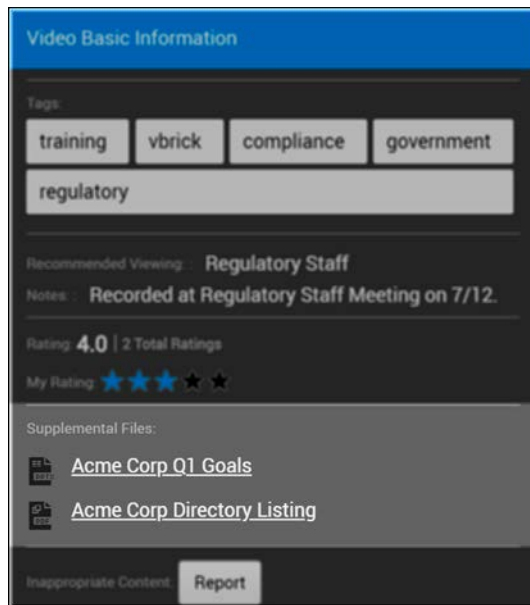 Video Basic Information
Tags:
training vbrick compliance government
regulatory
Recommended Viewing: Regulatory Staff
Notes: Recorded at Regulatory Staff Meeting on 7/12.
Rating: 4.0 | 2 Total Ratings
My Rating:
Supplemental Files:
Acme Corp Q1 Goals
Acme Corp Directory Listing
Inappropriate Content: Report